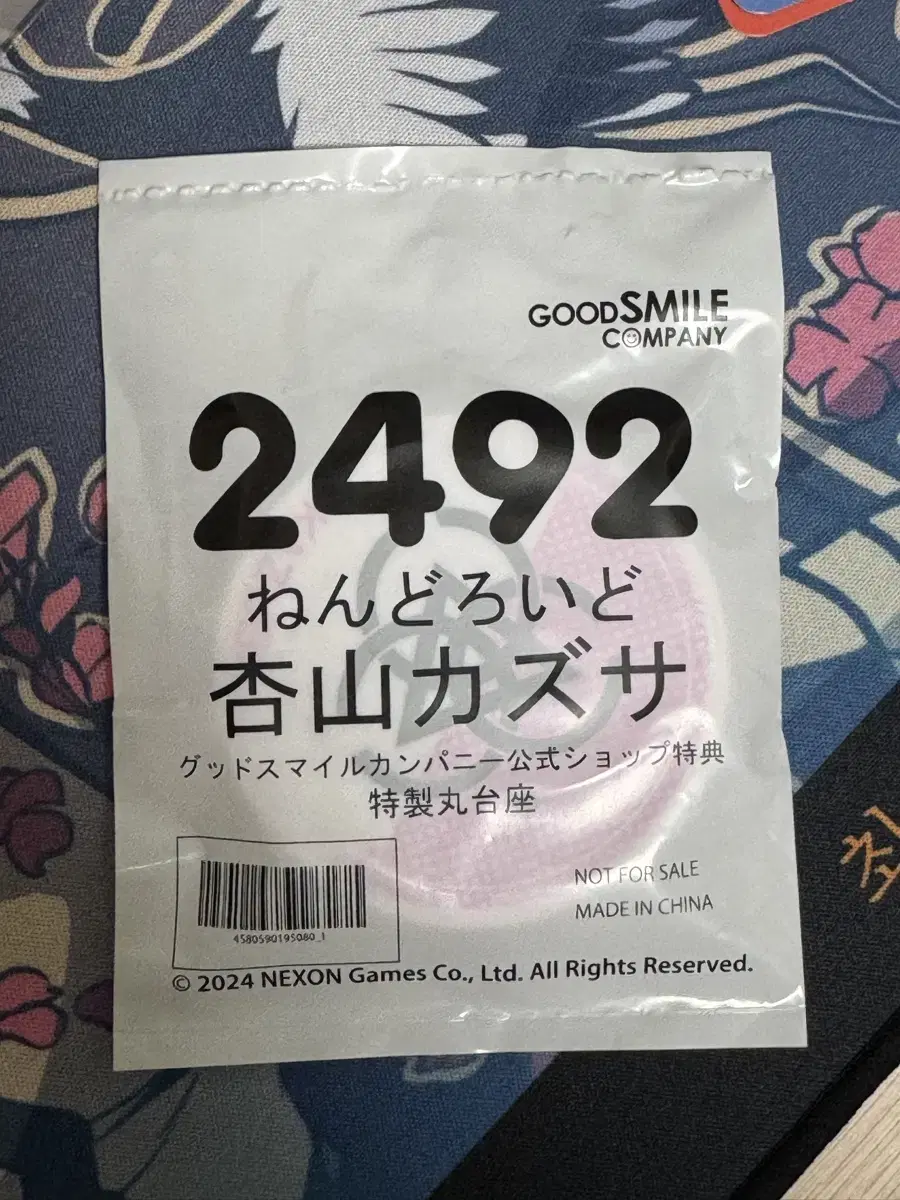 GOODSMILE
COMPANY
2492
ねんどろいど
杏山カズサ
グッドスマイルカンパニー公式ショップ特典
特製丸台座
4580590195080_1
NOT FOR SALE
MADE IN CHINA
© 2024 NEXON Games Co., Ltd. All Rights Reserved.